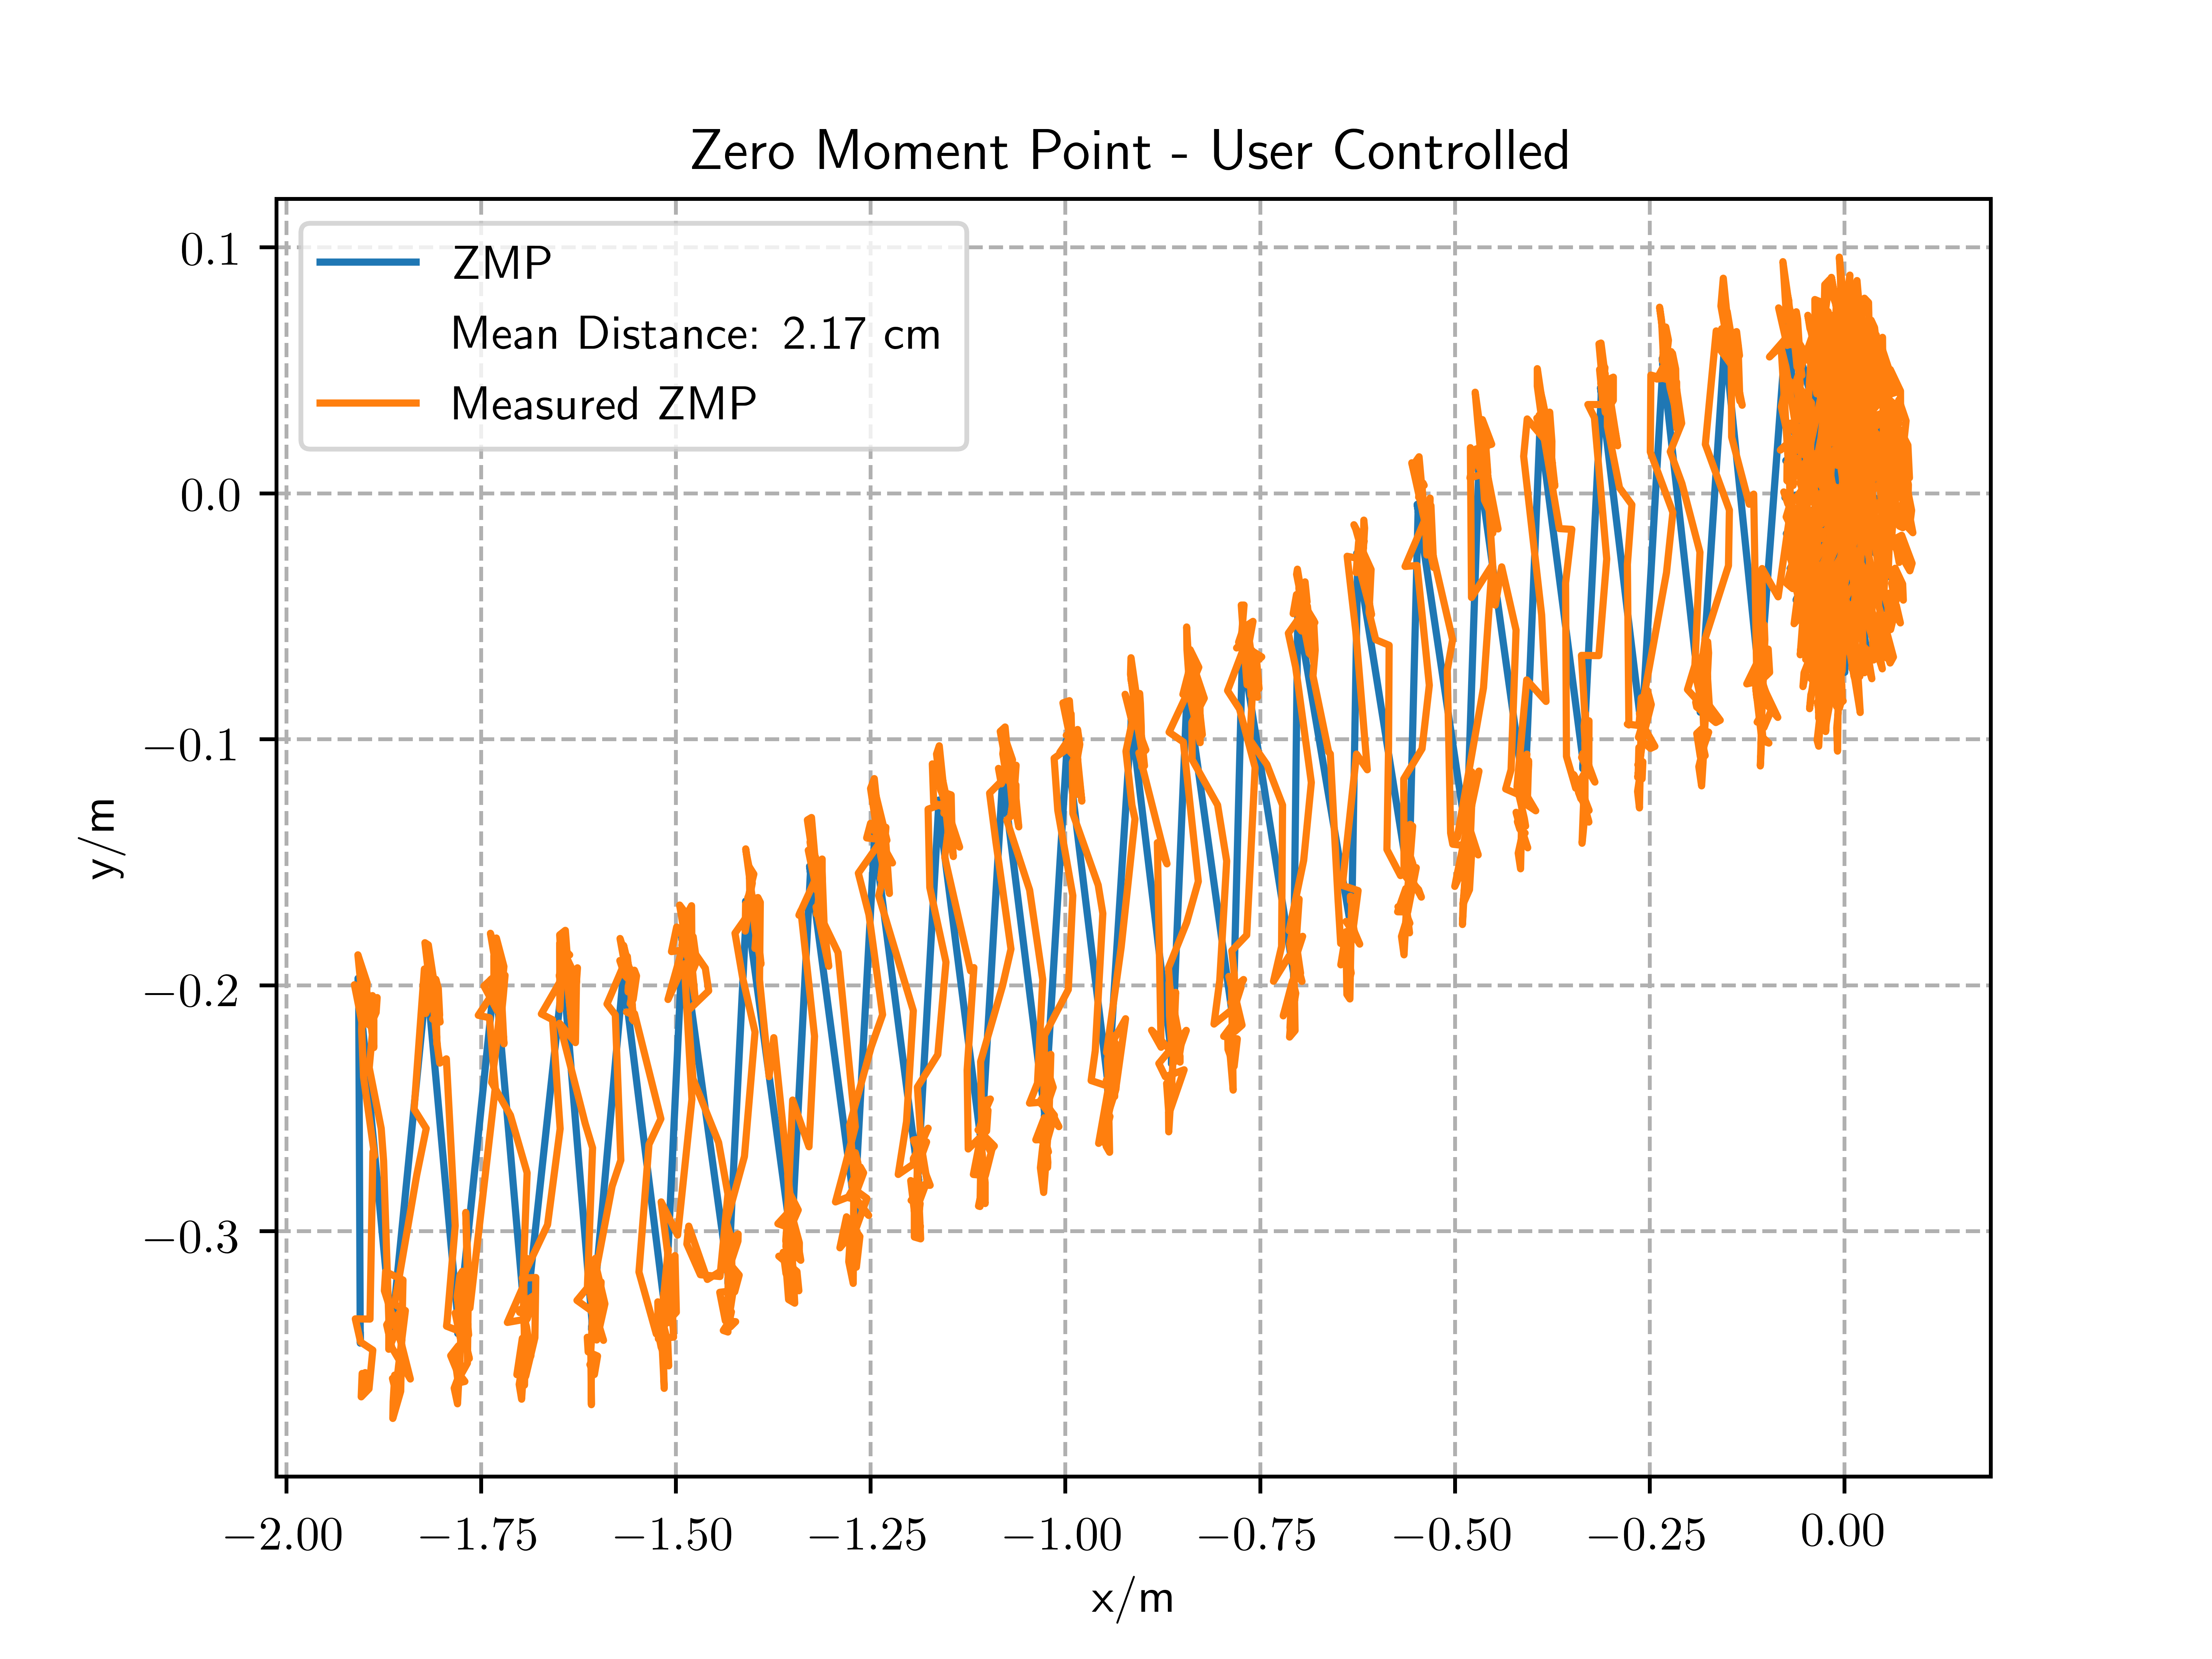 Zero Moment Point - User Controlled
ZMP
Mean Distance: 2.17 cm
Measured ZMP
0.1
0.0
−0.1
−0.2
−0.3
y/m
−2.00 −1.75 −1.50 −1.25 −1.00 −0.75 −0.50 −0.25 0.00
x/m